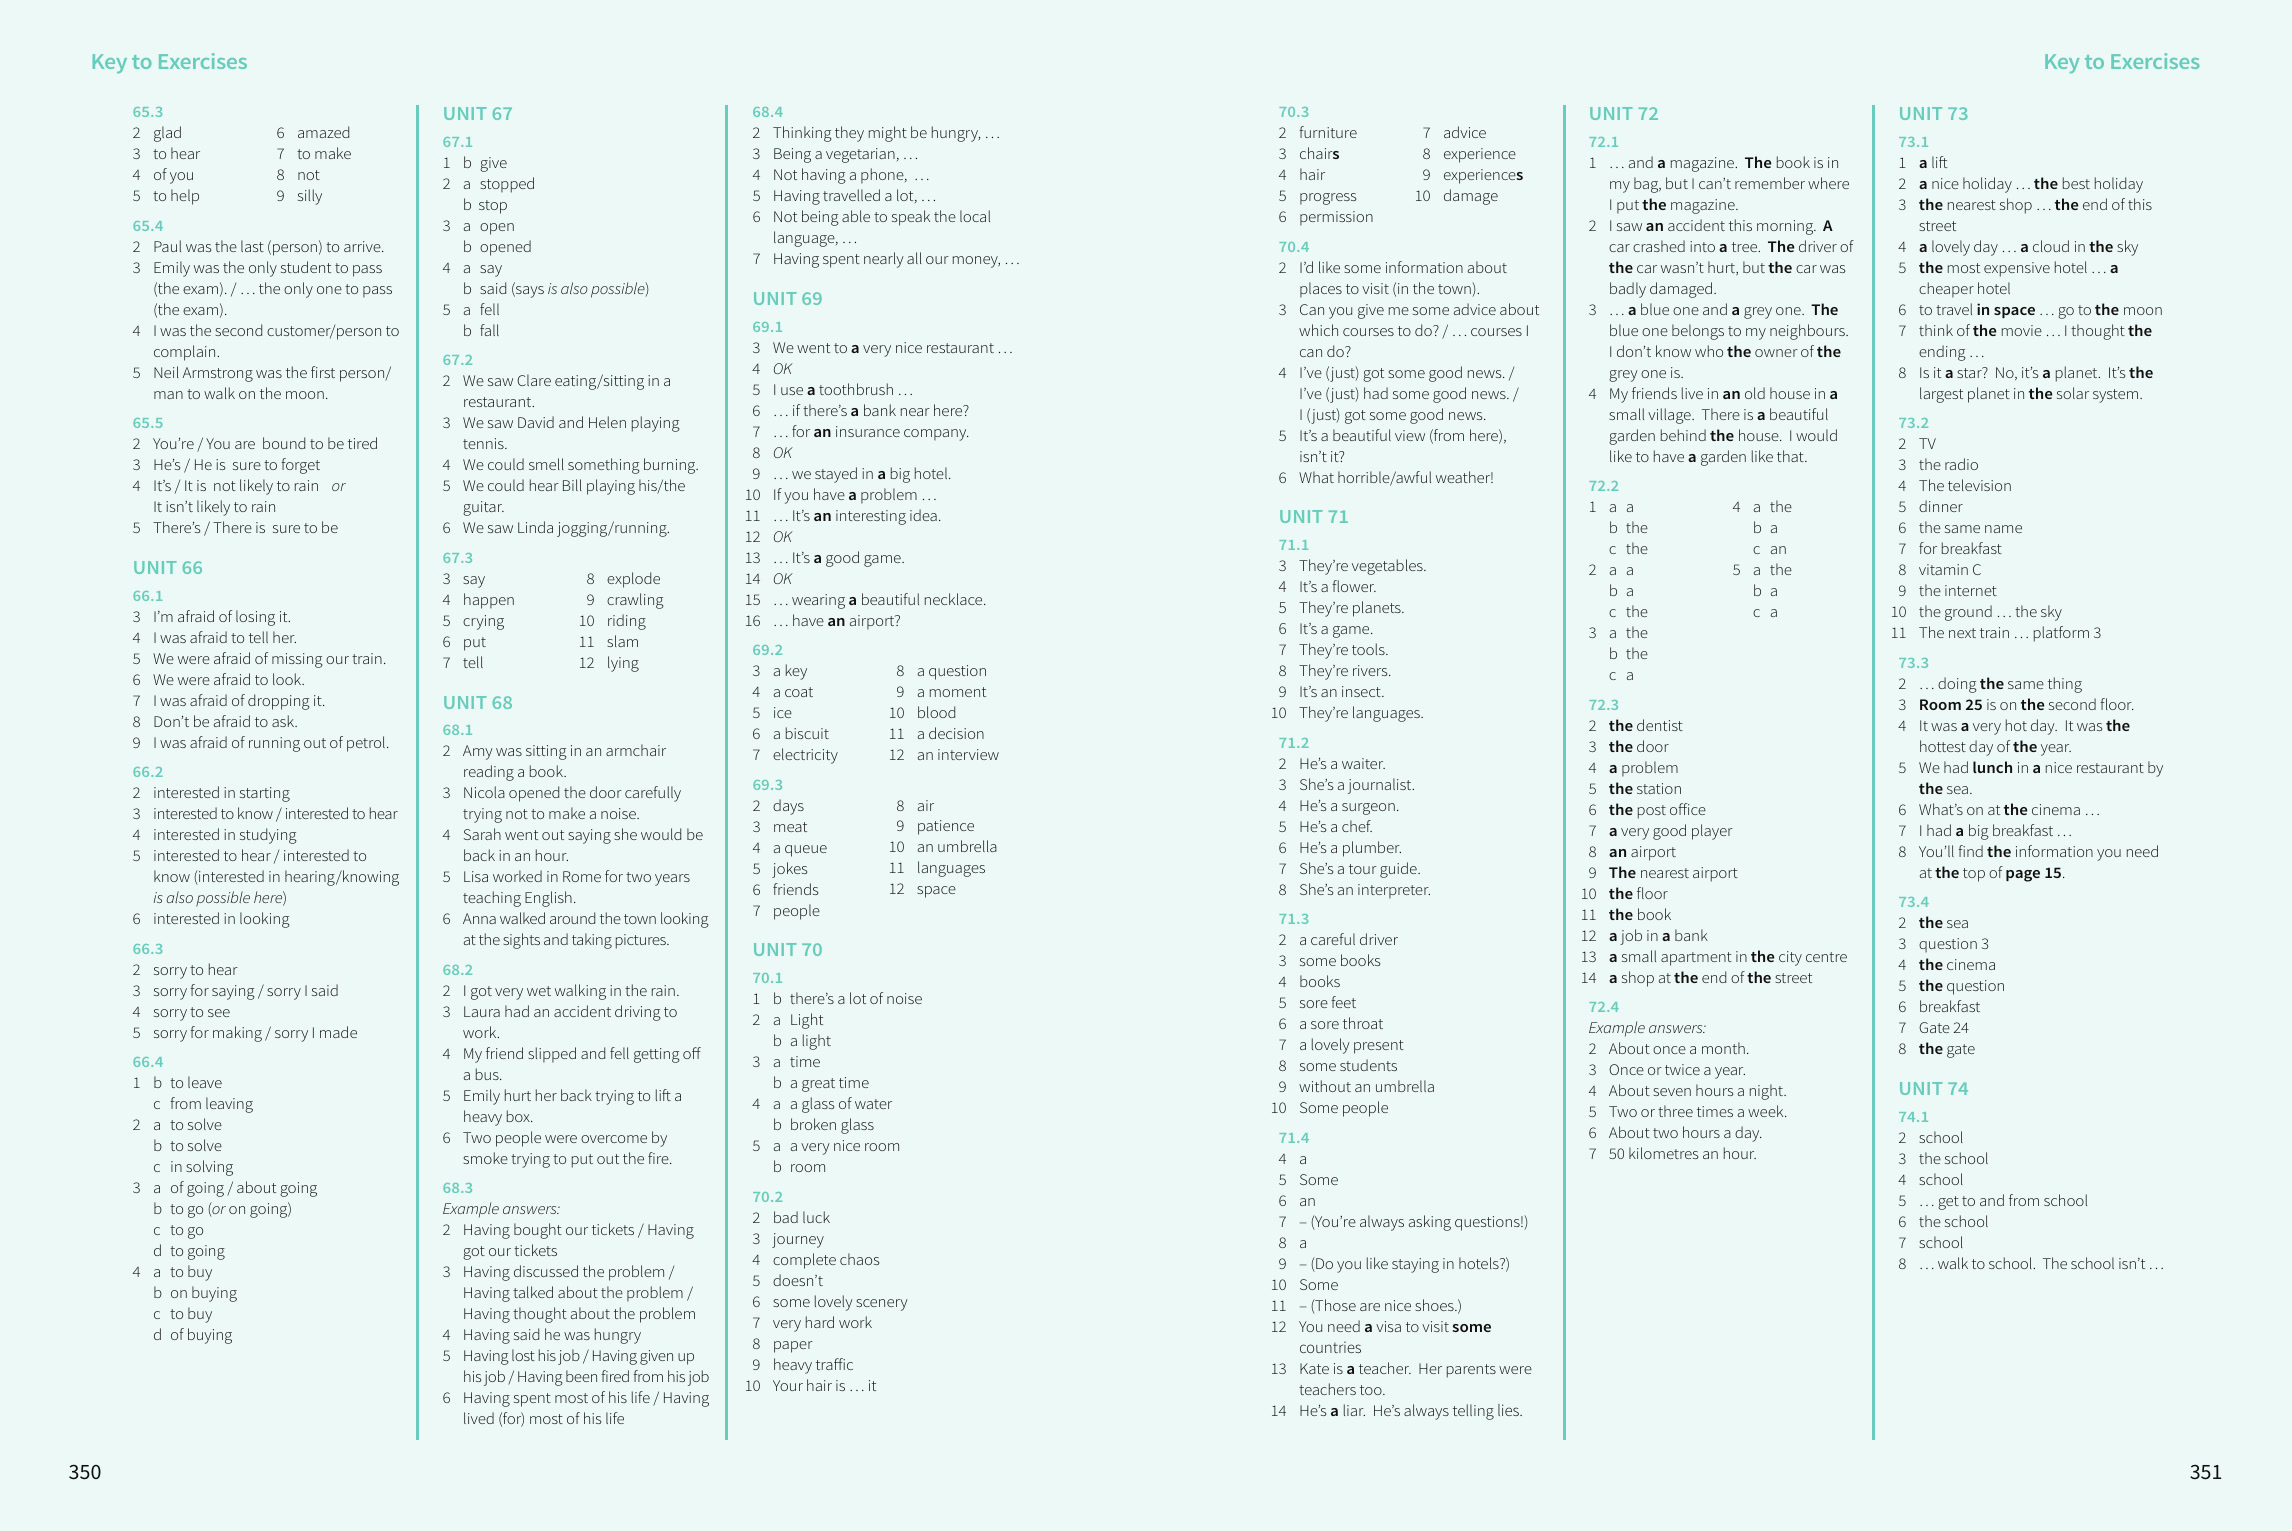 Key to Exercises
65.3
2 glad 6 amazed
3 to hear 7 to make
4 of you 8 not
5 to help 9 silly
65.4
2 Paul was the last (person) to arrive.
3 Emily was the only student to pass
(the exam). / … the only one to pass
(the exam).
4 I was the second customer/person to
complain.
5 Neil Armstrong was the first person/
man to walk on the moon.
65.5
2 You’re / You are bound to be tired
3 He’s / He is sure to forget
4 It’s / It is not likely to rain or
It isn’t likely to rain
5 There’s / There is sure to be
UNIT 66
66.1
3 I’m afraid of losing it.
4 I was afraid to tell her.
5 We were afraid of missing our train.
6 We were afraid to look.
7 I was afraid of dropping it.
8 Don’t be afraid to ask.
9 I was afraid of running out of petrol.
66.2
2 interested in starting
3 interested to know / interested to hear
4 interested in studying
5 interested to hear / interested to
know (interested in hearing/knowing
is also possible here)
6 interested in looking
66.3
2 sorry to hear
3 sorry for saying / sorry I said
4 sorry to see
5 sorry for making / sorry I made
66.4
1 b to leave
c from leaving
2 a to solve
b to solve
c in solving
3 a of going / about going
b to go (or on going)
c to go
d to going
4 a to buy
b on buying
c to buy
d of buying
UNIT 67
67.1
1 b give
2 a stopped
b stop
3 a open
b opened
4 a say
b said (says is also possible)
5 a fell
b fall
67.2
2 We saw Clare eating/sitting in a
restaurant.
3 We saw David and Helen playing
tennis.
4 We could smell something burning.
5 We could hear Bill playing his/the
guitar.
6 We saw Linda jogging/running.
67.3
3 say 8 explode
4 happen 9 crawling
5 crying 10 riding
6 put 11 slam
7 tell 12 lying
UNIT 68
68.1
2 Amy was sitting in an armchair
reading a book.
3 Nicola opened the door carefully
trying not to make a noise.
4 Sarah went out saying she would be
back in an hour.
5 Lisa worked in Rome for two years
teaching English.
6 Anna walked around the town looking
at the sights and taking pictures.
68.2
2 I got very wet walking in the rain.
3 Laura had an accident driving to
work.
4 My friend slipped and fell getting off
a bus.
5 Emily hurt her back trying to lift a
heavy box.
6 Two people were overcome by
smoke trying to put out the fire.
68.3
Example answers:
2 Having bought our tickets / Having
got our tickets
3 Having discussed the problem /
Having talked about the problem /
Having thought about the problem
4 Having said he was hungry
5 Having lost his job / Having given up
his job / Having been fired from his job
6 Having spent most of his life / Having
lived (for) most of his life
68.4
2 Thinking they might be hungry, …
3 Being a vegetarian, …
4 Not having a phone, …
5 Having travelled a lot, …
6 Not being able to speak the local
language, …
7 Having spent nearly all our money, …
UNIT 69
69.1
3 We went to a very nice restaurant …
4 OK
5 I use a toothbrush …
6 … if there’s a bank near here?
7 … for an insurance company.
8 OK
9 … we stayed in a big hotel.
10 If you have a problem …
11 … It’s an interesting idea.
12 OK
13 … It’s a good game.
14 OK
15 … wearing a beautiful necklace.
16 … have an airport?
69.2
3 a key 8 a question
4 a coat 9 a moment
5 ice 10 blood
6 a biscuit 11 a decision
7 electricity 12 an interview
69.3
2 days 8 air
3 meat 9 patience
4 a queue 10 an umbrella
5 jokes 11 languages
6 friends 12 space
7 people
UNIT 70
70.1
1 b there’s a lot of noise
2 a Light
b a light
3 a time
b a great time
4 a a glass of water
b broken glass
5 a a very nice room
b room
70.2
2 bad luck
3 journey
4 complete chaos
5 doesn’t
6 some lovely scenery
7 very hard work
8 paper
9 heavy traffic
10 Your hair is … it
350
Key to Exercises
70.3
2 furniture 7 advice
3 chairs 8 experience
4 hair 9 experiences
5 progress 10 damage
6 permission
70.4
2 I’d like some information about
places to visit (in the town).
3 Can you give me some advice about
which courses to do? / … courses I
can do?
4 I’ve (just) got some good news. /
I’ve (just) had some good news. /
I (just) got some good news.
5 It’s a beautiful view (from here),
isn’t it?
6 What horrible/awful weather!
UNIT 71
71.1
3 They’re vegetables.
4 It’s a flower.
5 They’re planets.
6 It’s a game.
7 They’re tools.
8 They’re rivers.
9 It’s an insect.
10 They’re languages.
71.2
2 He’s a waiter.
3 She’s a journalist.
4 He’s a surgeon.
5 He’s a chef.
6 He’s a plumber.
7 She’s a tour guide.
8 She’s an interpreter.
71.3
2 a careful driver
3 some books
4 books
5 sore feet
6 a sore throat
7 a lovely present
8 some students
9 without an umbrella
10 Some people
71.4
4 a
5 Some
6 an
7 – (You’re always asking questions!)
8 a
9 – (Do you like staying in hotels?)
10 Some
11 – (Those are nice shoes.)
12 You need a visa to visit some
countries
13 Kate is a teacher. Her parents were
teachers too.
14 He’s a liar. He’s always telling lies.
UNIT 72
72.1
1 … and a magazine. The book is in
my bag, but I can’t remember where
I put the magazine.
2 I saw an accident this morning. A
car crashed into a tree. The driver of
the car wasn’t hurt, but the car was
badly damaged.
3 … a blue one and a grey one. The
blue one belongs to my neighbours.
I don’t know who the owner of the
grey one is.
4 My friends live in an old house in a
small village. There is a beautiful
garden behind the house. I would
like to have a garden like that.
72.2
1 a a 4 a the
b the b a
c the c an
2 a a 5 a the
b a b a
c the c a
3 a the
b the
c a
72.3
2 the dentist
3 the door
4 a problem
5 the station
6 the post office
7 a very good player
8 an airport
9 The nearest airport
10 the floor
11 the book
12 a job in a bank
13 a small apartment in the city centre
14 a shop at the end of the street
72.4
Example answers:
2 About once a month.
3 Once or twice a year.
4 About seven hours a night.
5 Two or three times a week.
6 About two hours a day.
7 50 kilometres an hour.
UNIT 73
73.1
1 a lift
2 a nice holiday … the best holiday
3 the nearest shop … the end of this
street
4 a lovely day … a cloud in the sky
5 the most expensive hotel … a
cheaper hotel
6 to travel in space … go to the moon
7 think of the movie … I thought the
ending …
8 Is it a star? No, it’s a planet. It’s the
largest planet in the solar system.
73.2
2 TV
3 the radio
4 The television
5 dinner
6 the same name
7 for breakfast
8 vitamin C
9 the internet
10 the ground … the sky
11 The next train … platform 3
73.3
2 … doing the same thing
3 Room 25 is on the second floor.
4 It was a very hot day. It was the
hottest day of the year.
5 We had lunch in a nice restaurant by
the sea.
6 What’s on at the cinema …
7 I had a big breakfast …
8 You’ll find the information you need
at the top of page 15.
73.4
2 the sea
3 question 3
4 the cinema
5 the question
6 breakfast
7 Gate 24
8 the gate
UNIT 74
74.1
2 school
3 the school
4 school
5 … get to and from school
6 the school
7 school
8 … walk to school. The school isn’t …
351